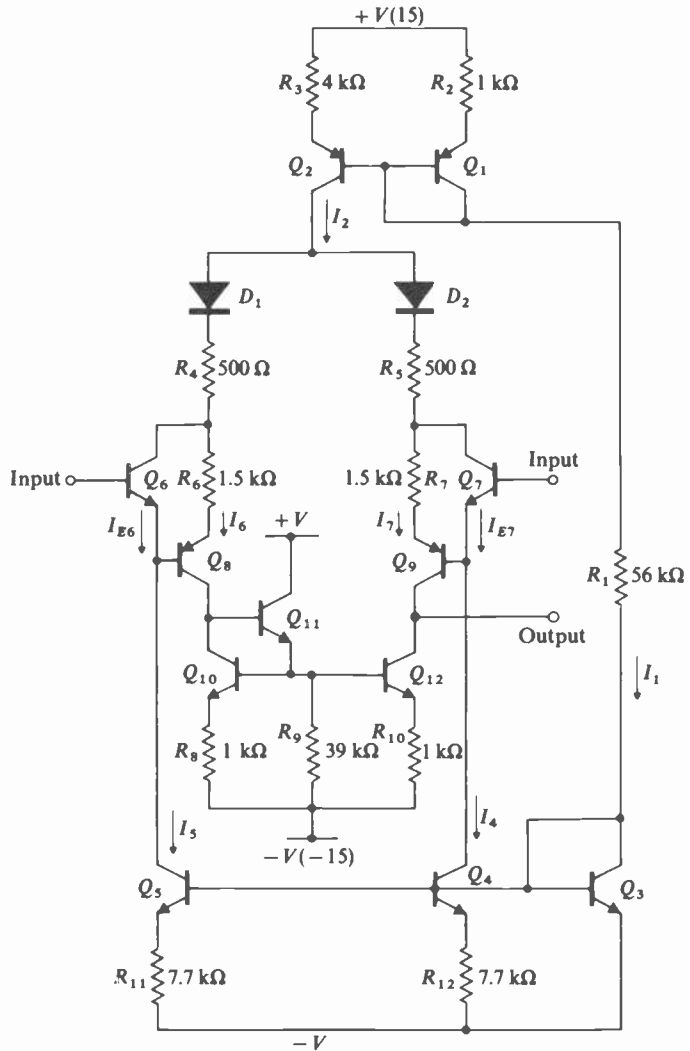 +V(15)
R3 4 kΩ
R2 1 kΩ
Q2
Q1
I2
D1
D2
R4 500 Ω
R5 500 Ω
Input
Q6
R6
1.5 kΩ
1.5 kΩ
R7
Q7
Input
IE6
I6
+V
I7
IE7
Q8
Q9
R1 56 kΩ
Q11
Output
Q10
Q12
I1
R8 1 kΩ
R9
39 kΩ
R10
1 kΩ
I5
I4
−V(−15)
Q5
Q4
Q3
R11 7.7 kΩ
R12 7.7 kΩ
−V